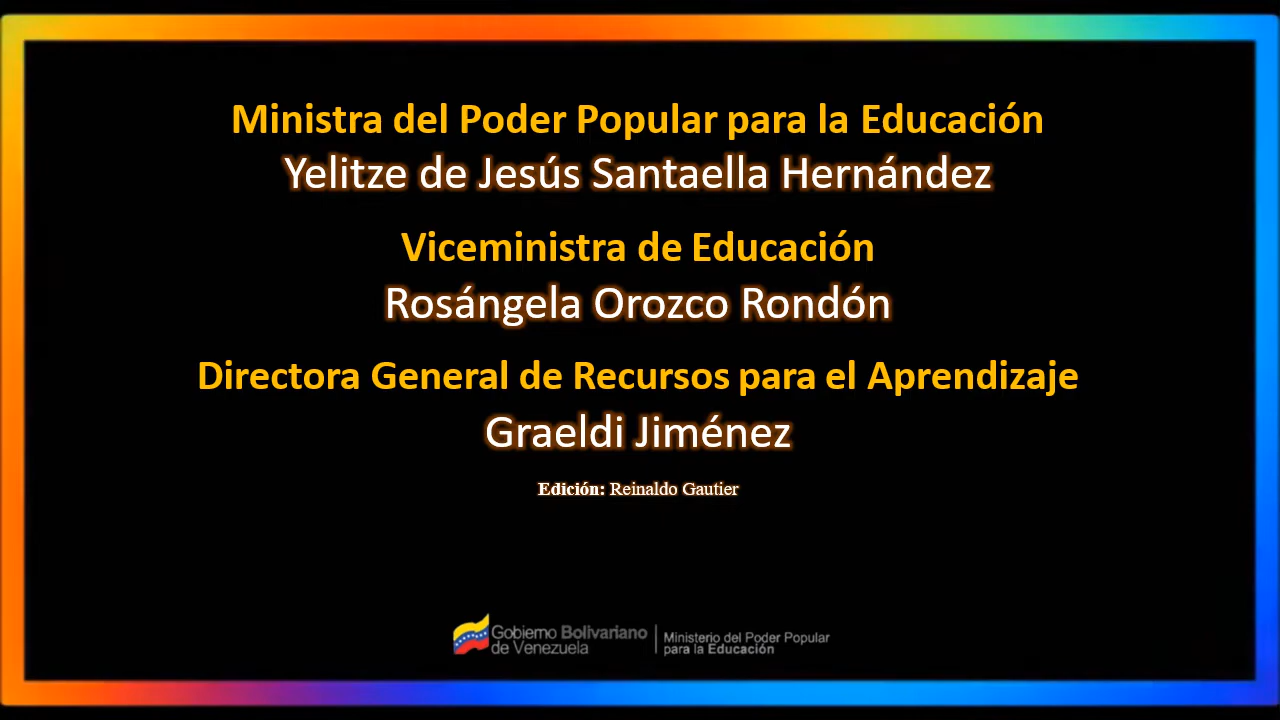 Ministra del Poder Popular para la Educación
Yelitze de Jesús Santaella Hernández
Viceministra de Educación
Rosángela Orozco Rondón
Directora General de Recursos para el Aprendizaje
Graeldi Jiménez
Edición: Reinaldo Gautier
Gobierno Bolivariano
de Venezuela
Ministerio del Poder Popular
para la Educación